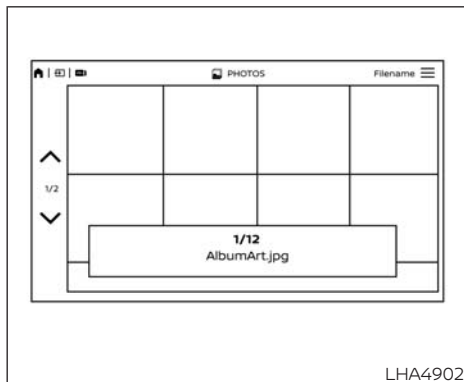 PHOTOS
Filename
1/2
1/12
AlbumArt.jpg
LHA4902